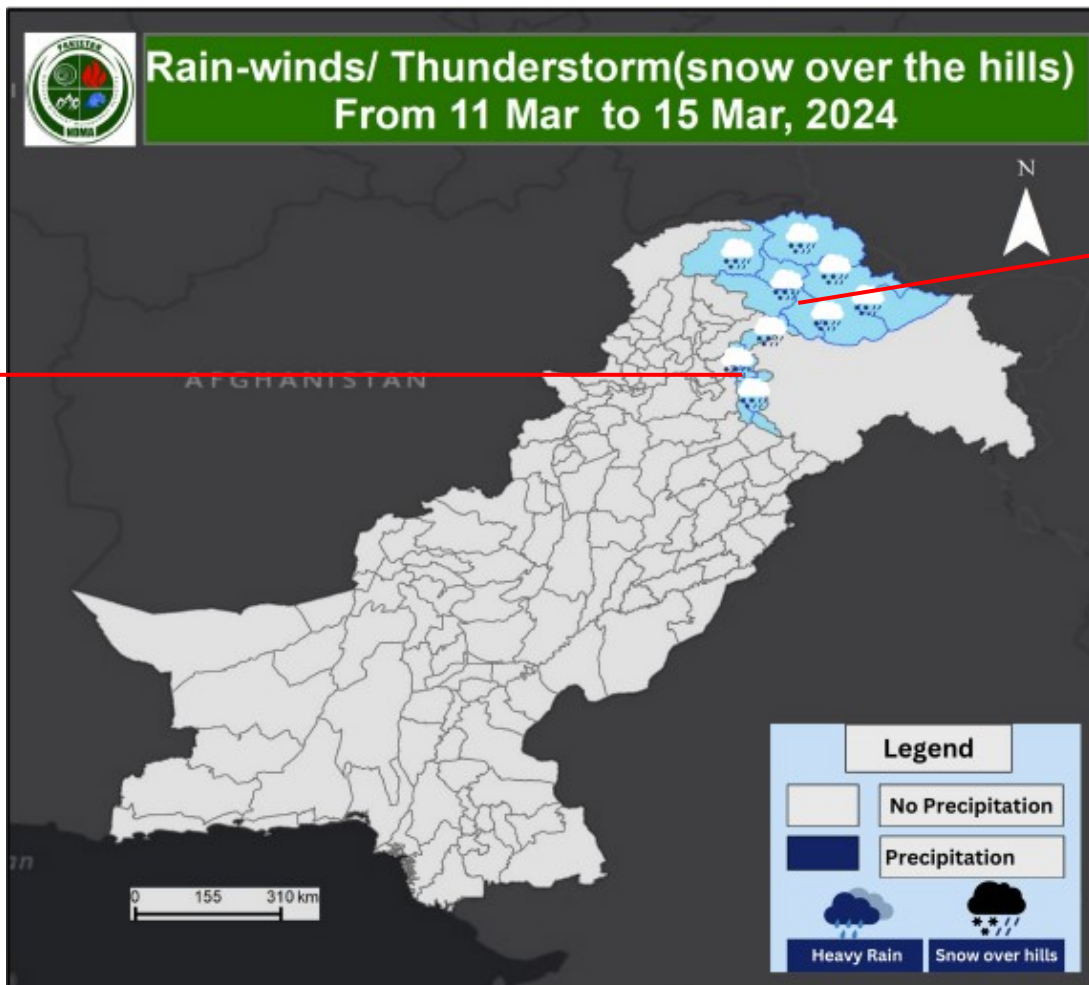 PAKISTAN
NDMA
Rain-winds/ Thunderstorm(snow over the hills)
From 11 Mar to 15 Mar, 2024
N
AFGHANISTAN
Legend
No Precipitation
Precipitation
Heavy Rain
Snow over hills
0 155 310 km